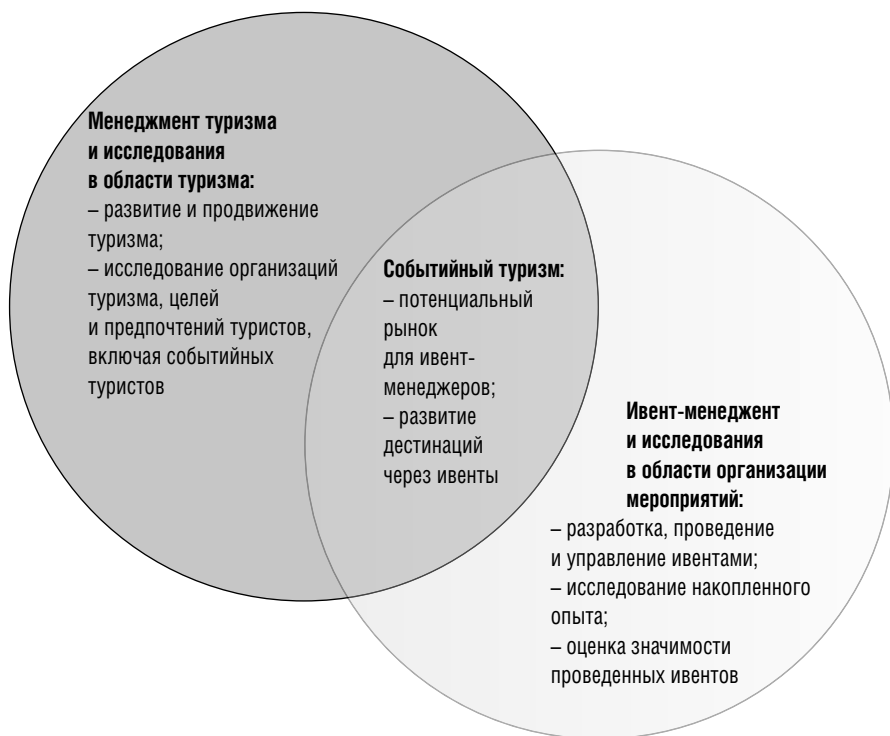 Менеджмент туризма
и исследования
в области туризма:
– развитие и продвижение
туризма;
– исследование организаций
туризма, целей
и предпочтений туристов,
включая событийных
туристов
Событийный туризм:
– потенциальный
рынок
для ивент-
менеджеров;
– развитие
дестинаций
через ивенты
Ивент-менеджент
и исследования
в области организации
мероприятий:
– разработка, проведение
и управление ивентами;
– исследование накопленного
опыта;
– оценка значимости
проведенных ивентов